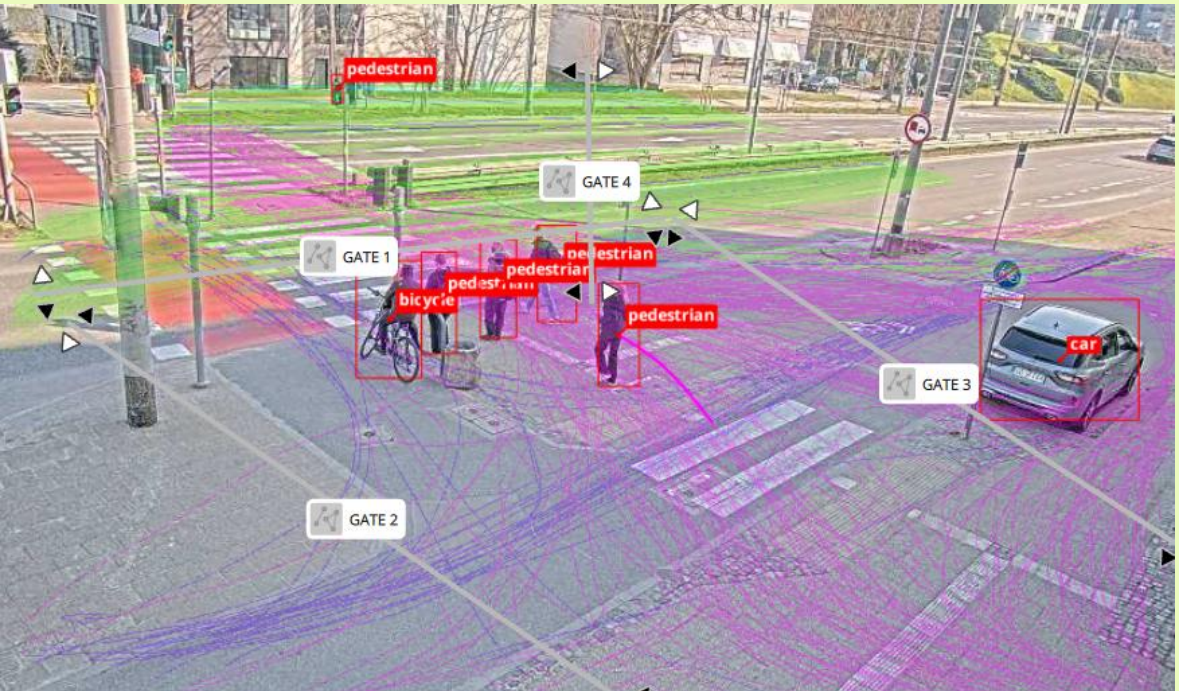 pedestrian
GATE 4
GATE 1
pedestrian
pedestrian
pedestrian
bicycle
pedestrian
car
GATE 3
GATE 2